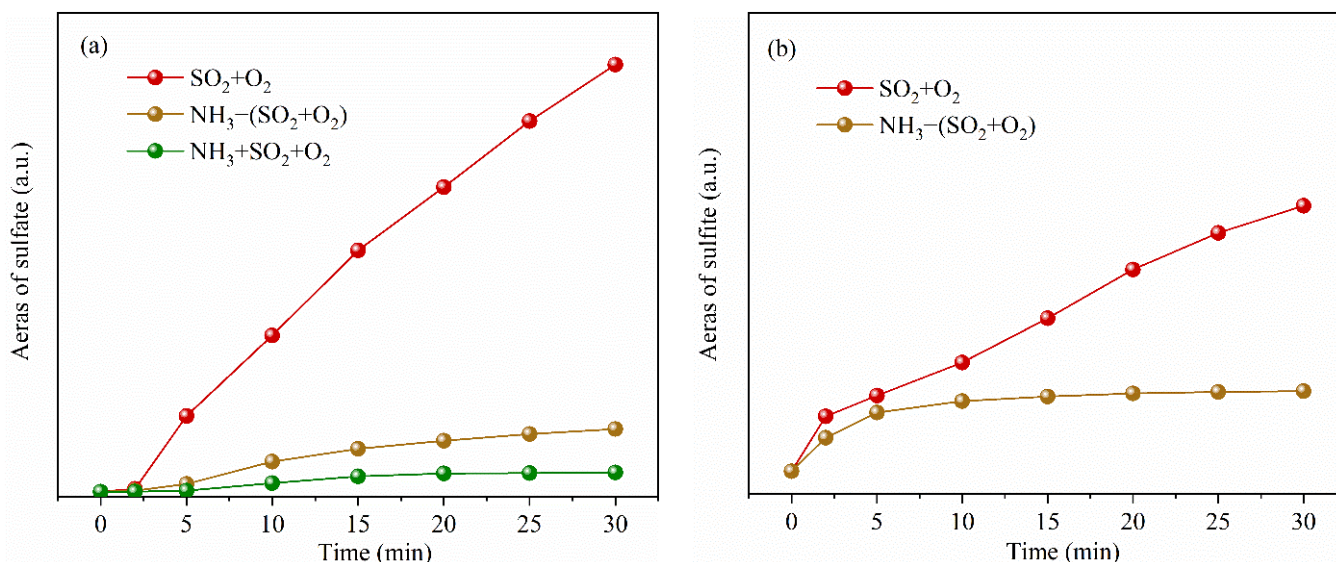 (a)
SO₂+O₂
NH₃−(SO₂+O₂)
NH₃+SO₂+O₂
Aeras of sulfate (a.u.)
0 5 10 15 20 25 30
Time (min)
(b)
SO₂+O₂
NH₃−(SO₂+O₂)
Aeras of sulfite (a.u.)
0 5 10 15 20 25 30
Time (min)